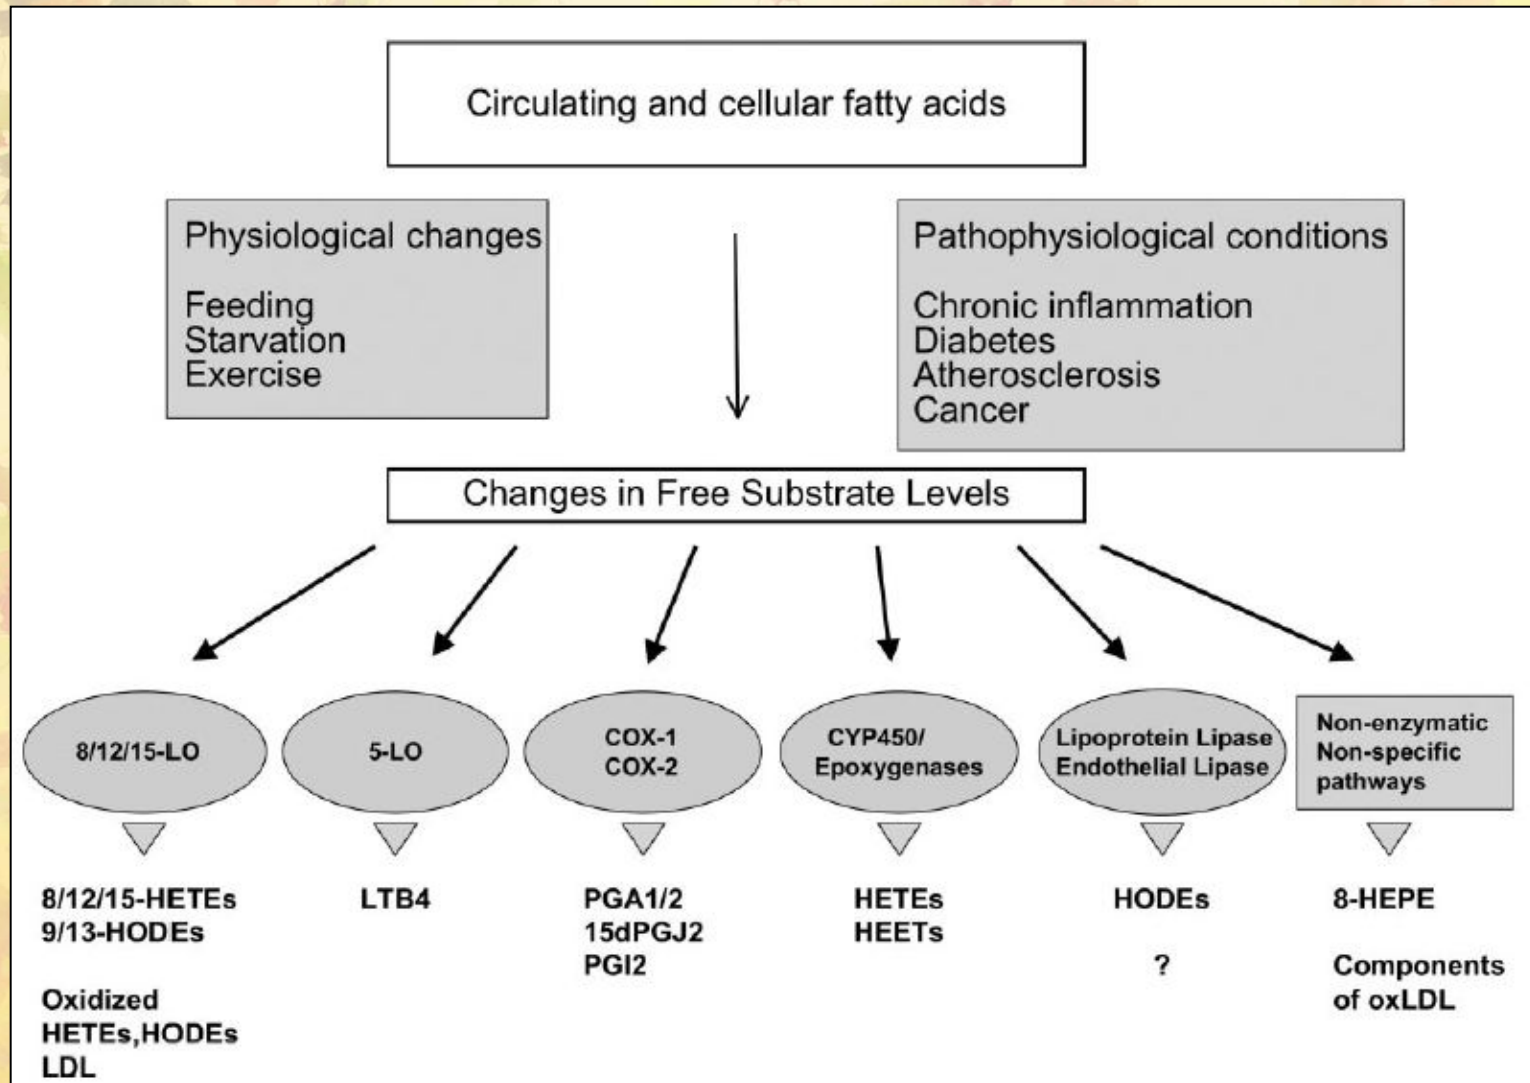 Circulating and cellular fatty acids
Physiological changes
Feeding
Starvation
Exercise
Pathophysiological conditions
Chronic inflammation
Diabetes
Atherosclerosis
Cancer
Changes in Free Substrate Levels
8/12/15-LO
5-LO
COX-1
COX-2
CYP450/
Epoxygenases
Lipoprotein Lipase
Endothelial Lipase
Non-enzymatic
Non-specific
pathways
8/12/15-HETEs
9/13-HODEs
Oxidized
HETEs,HODEs
LDL
LTB4
PGA1/2
15dPGJ2
PGI2
HETEs
HEETs
HODEs
?
8-HEPE
Components
of oxLDL